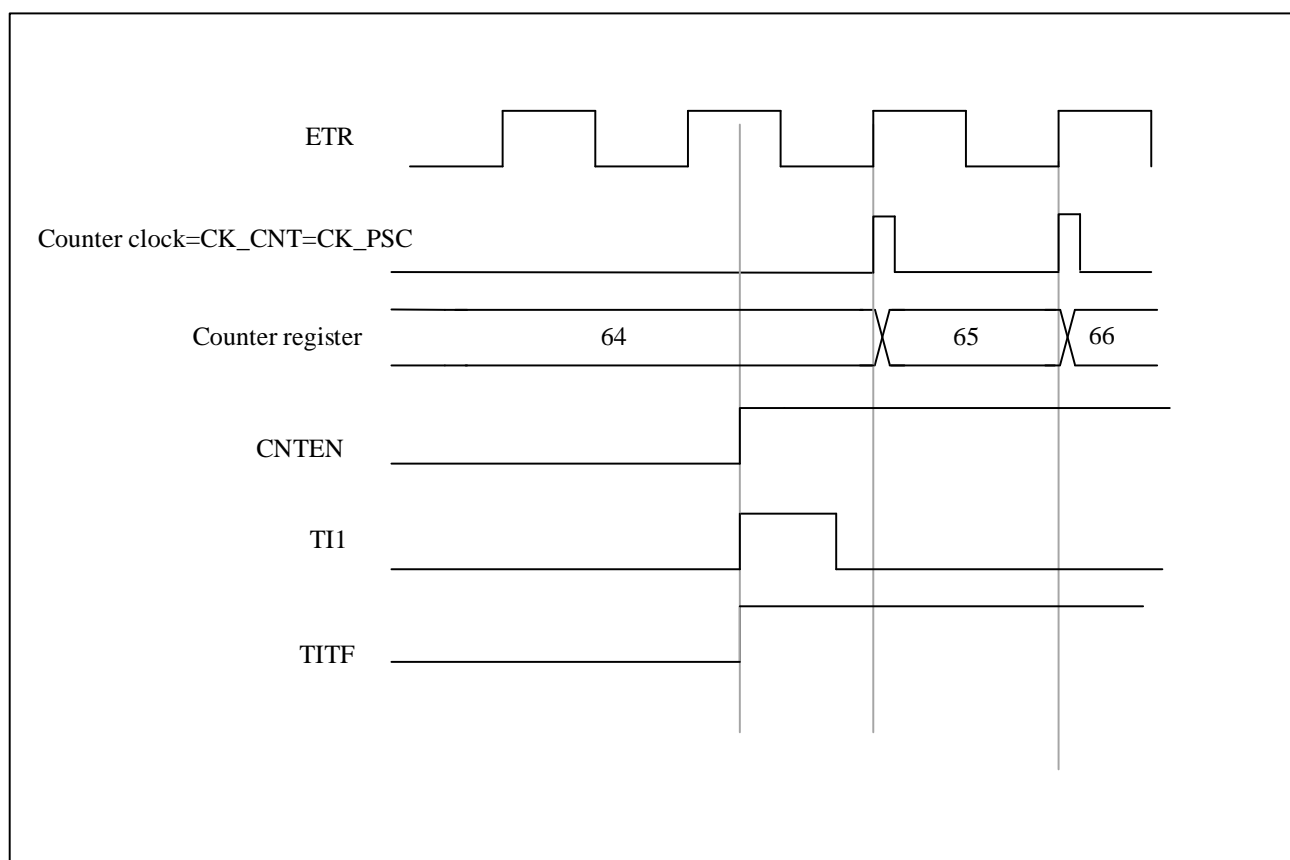 ETR
Counter clock=CK_CNT=CK_PSC
Counter register
64
65
66
CNTEN
TI1
TITF